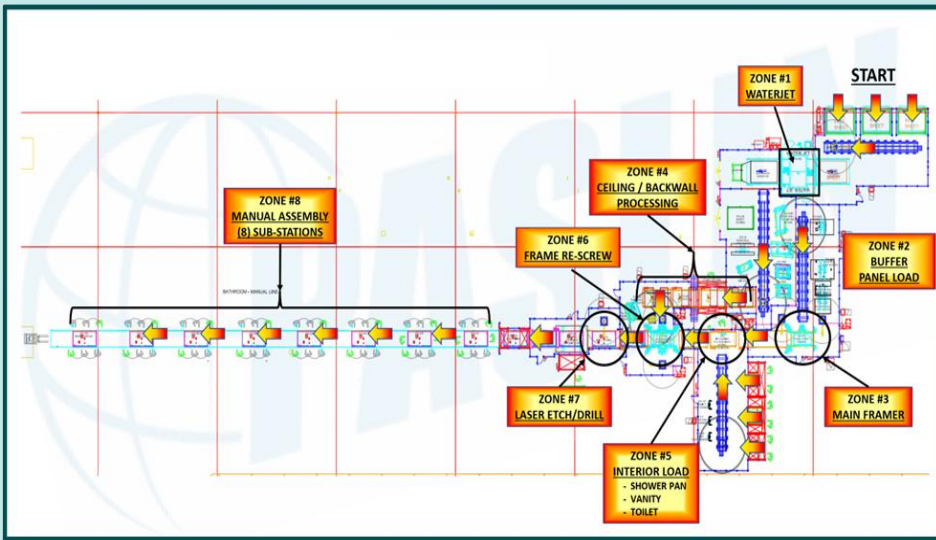 START
ZONE #1
WATERJET
ZONE #4
CEILING / BACKWALL
PROCESSING
ZONE #8
MANUAL ASSEMBLY
(8) SUB-STATIONS
ZONE #6
FRAME RE-SCREW
ZONE #2
BUFFER
PANEL LOAD
BATHROOM - MANUAL LINE
ZONE #7
LASER ETCH/DRILL
ZONE #3
MAIN FRAMER
ZONE #5
INTERIOR LOAD
- SHOWER PAN
- VANITY
- TOILET